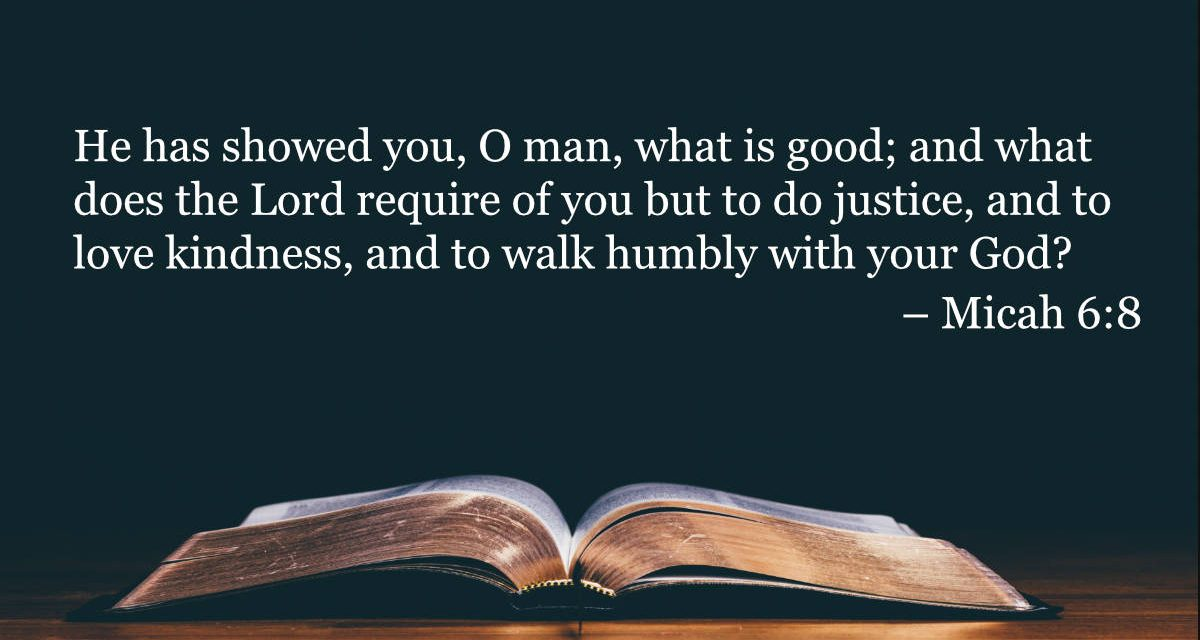 He has showed you, O man, what is good; and what
does the Lord require of you but to do justice, and to
love kindness, and to walk humbly with your God?
– Micah 6:8